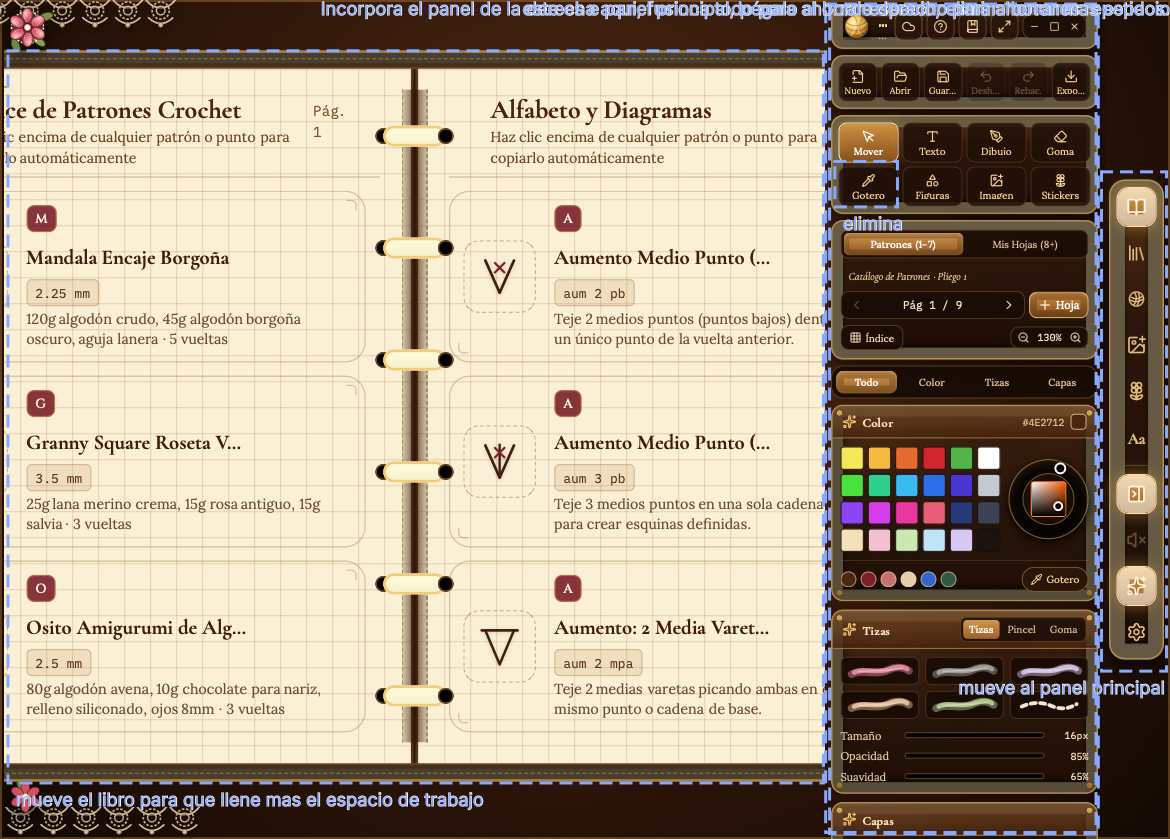 Incorpora el panel de la
Nuevo
Abrir
Guar...
Desh...
Rehac.
Expo...
ce de Patrones Crochet
Pág.
1
ic encima de cualquier patrón o punto para
lo automáticamente
Alfabeto y Diagramas
Haz clic encima de cualquier patrón o punto para
copiarlo automáticamente
Mover
Texto
Dibujo
Goma
Gotero
Figuras
Imagen
Stickers
elimina
M
Mandala Encaje Borgoña
2.25 mm
120g algodón crudo, 45g algodón borgoña
oscuro, aguja lanera · 5 vueltas
A
Aumento Medio Punto (...
aum 2 pb
Teje 2 medios puntos (puntos bajos) dent
un único punto de la vuelta anterior.
Patrones (1–7)
Mis Hojas (8+)
Catálogo de Patrones · Pliego 1
Pág 1 / 9
+ Hoja
Índice
130%
Todo
Color
Tizas
Capas
G
Granny Square Roseta V...
3.5 mm
25g lana merino crema, 15g rosa antiguo, 15g
salvia · 3 vueltas
A
Aumento Medio Punto (...
aum 3 pb
Teje 3 medios puntos en una sola cadena
para crear esquinas definidas.
Color
#4E2712
Aa
Gotero
O
Osito Amigurumi de Alg...
2.5 mm
80g algodón avena, 10g chocolate para nariz,
relleno siliconado, ojos 8mm · 3 vueltas
A
Aumento: 2 Media Varet...
aum 2 mpa
Teje 2 medias varetas picando ambas en
mismo punto o cadena de base.
Tizas
Tizas
Pincel
Goma
mueve al panel principal
Tamaño
16px
Opacidad
85%
Suavidad
65%
mueve el libro para que llene mas el espacio de trabajo
Capas